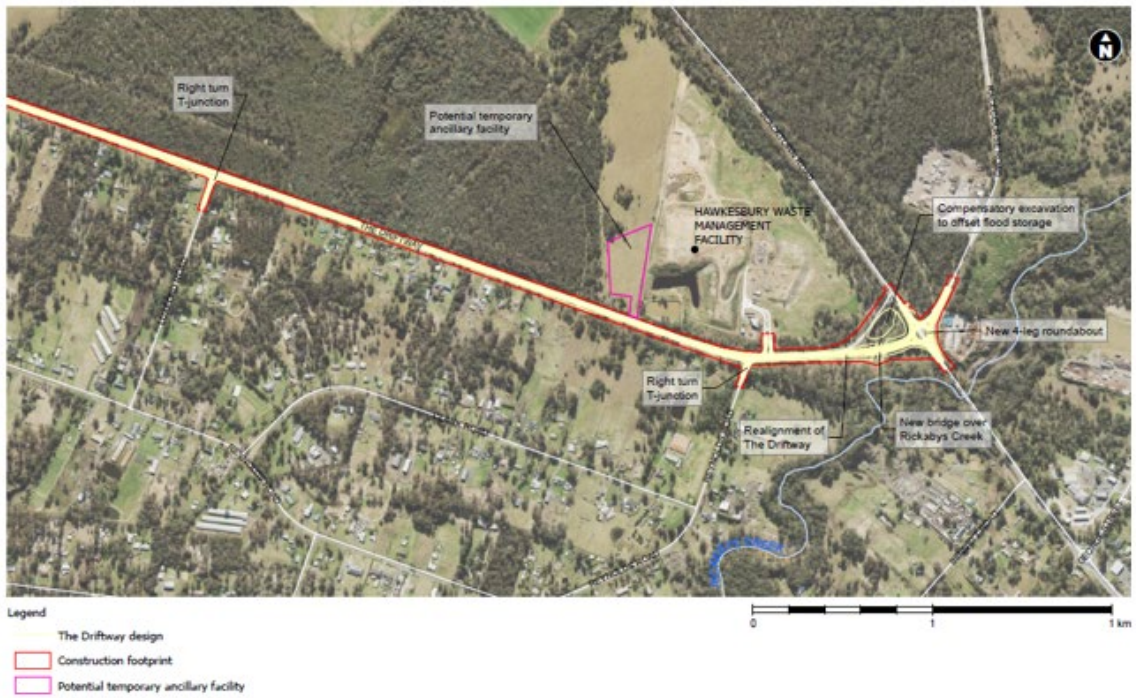 N
Right turn
T-junction
Potential temporary
ancillary facility
HAWKESBURY WASTE
MANAGEMENT
FACILITY
Compensatory excavation
to offset flood storage
THE DRIFTWAY
New 4-leg roundabout
Right turn
T-junction
Realignment of
The Driftway
New bridge over
Rickabys Creek
Legend
The Driftway design
Construction footprint
Potential temporary ancillary facility
0 1 1 km